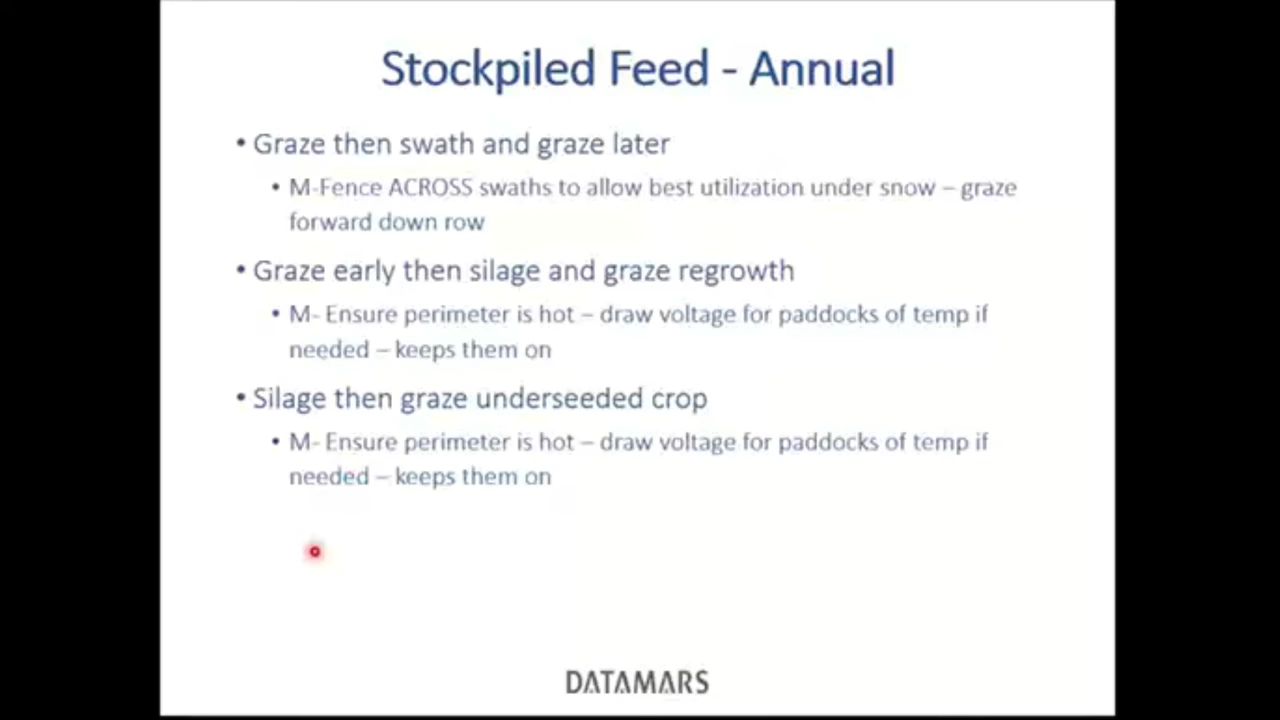 Stockpiled Feed - Annual
• Graze then swath and graze later
• M-Fence ACROSS swaths to allow best utilization under snow – graze
forward down row
• Graze early then silage and graze regrowth
• M- Ensure perimeter is hot – draw voltage for paddocks of temp if
needed – keeps them on
• Silage then graze underseeded crop
• M- Ensure perimeter is hot – draw voltage for paddocks of temp if
needed – keeps them on
DATAMARS